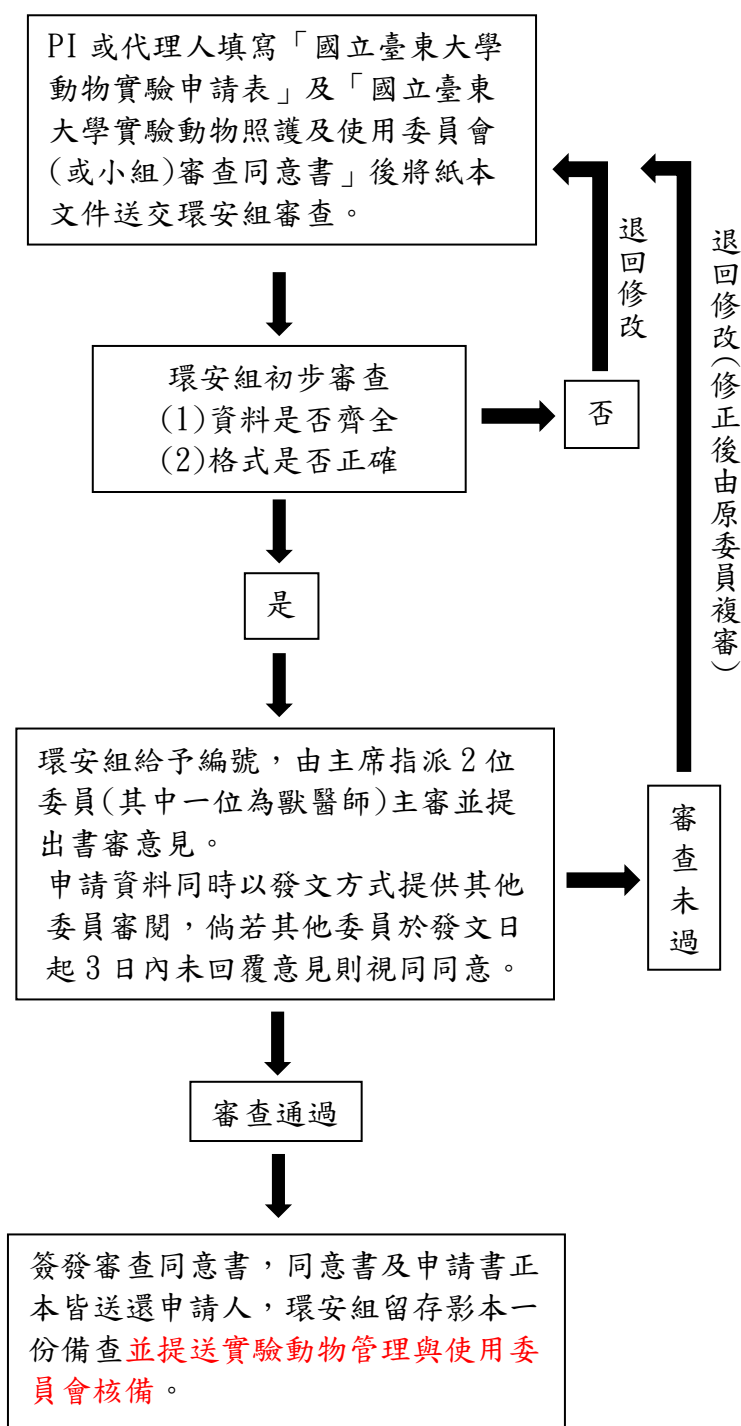 PI 或代理人填寫「國立臺東大學
動物實驗申請表」及「國立臺東
大學實驗動物照護及使用委員會
(或小組)審查同意書」後將紙本
文件送交環安組審查。
退回修改
退回修改(修正後由原委員複審)
環安組初步審查
(1)資料是否齊全
(2)格式是否正確
否
是
環安組給予編號,由主席指派 2 位
委員(其中一位為獸醫師)主審並提
出書審意見。
申請資料同時以發文方式提供其他
委員審閱,倘若其他委員於發文日
起 3 日內未回覆意見則視同同意。
審查未過
審查通過
簽發審查同意書,同意書及申請書正
本皆送還申請人,環安組留存影本一
份備查並提送實驗動物管理與使用委
員會核備。